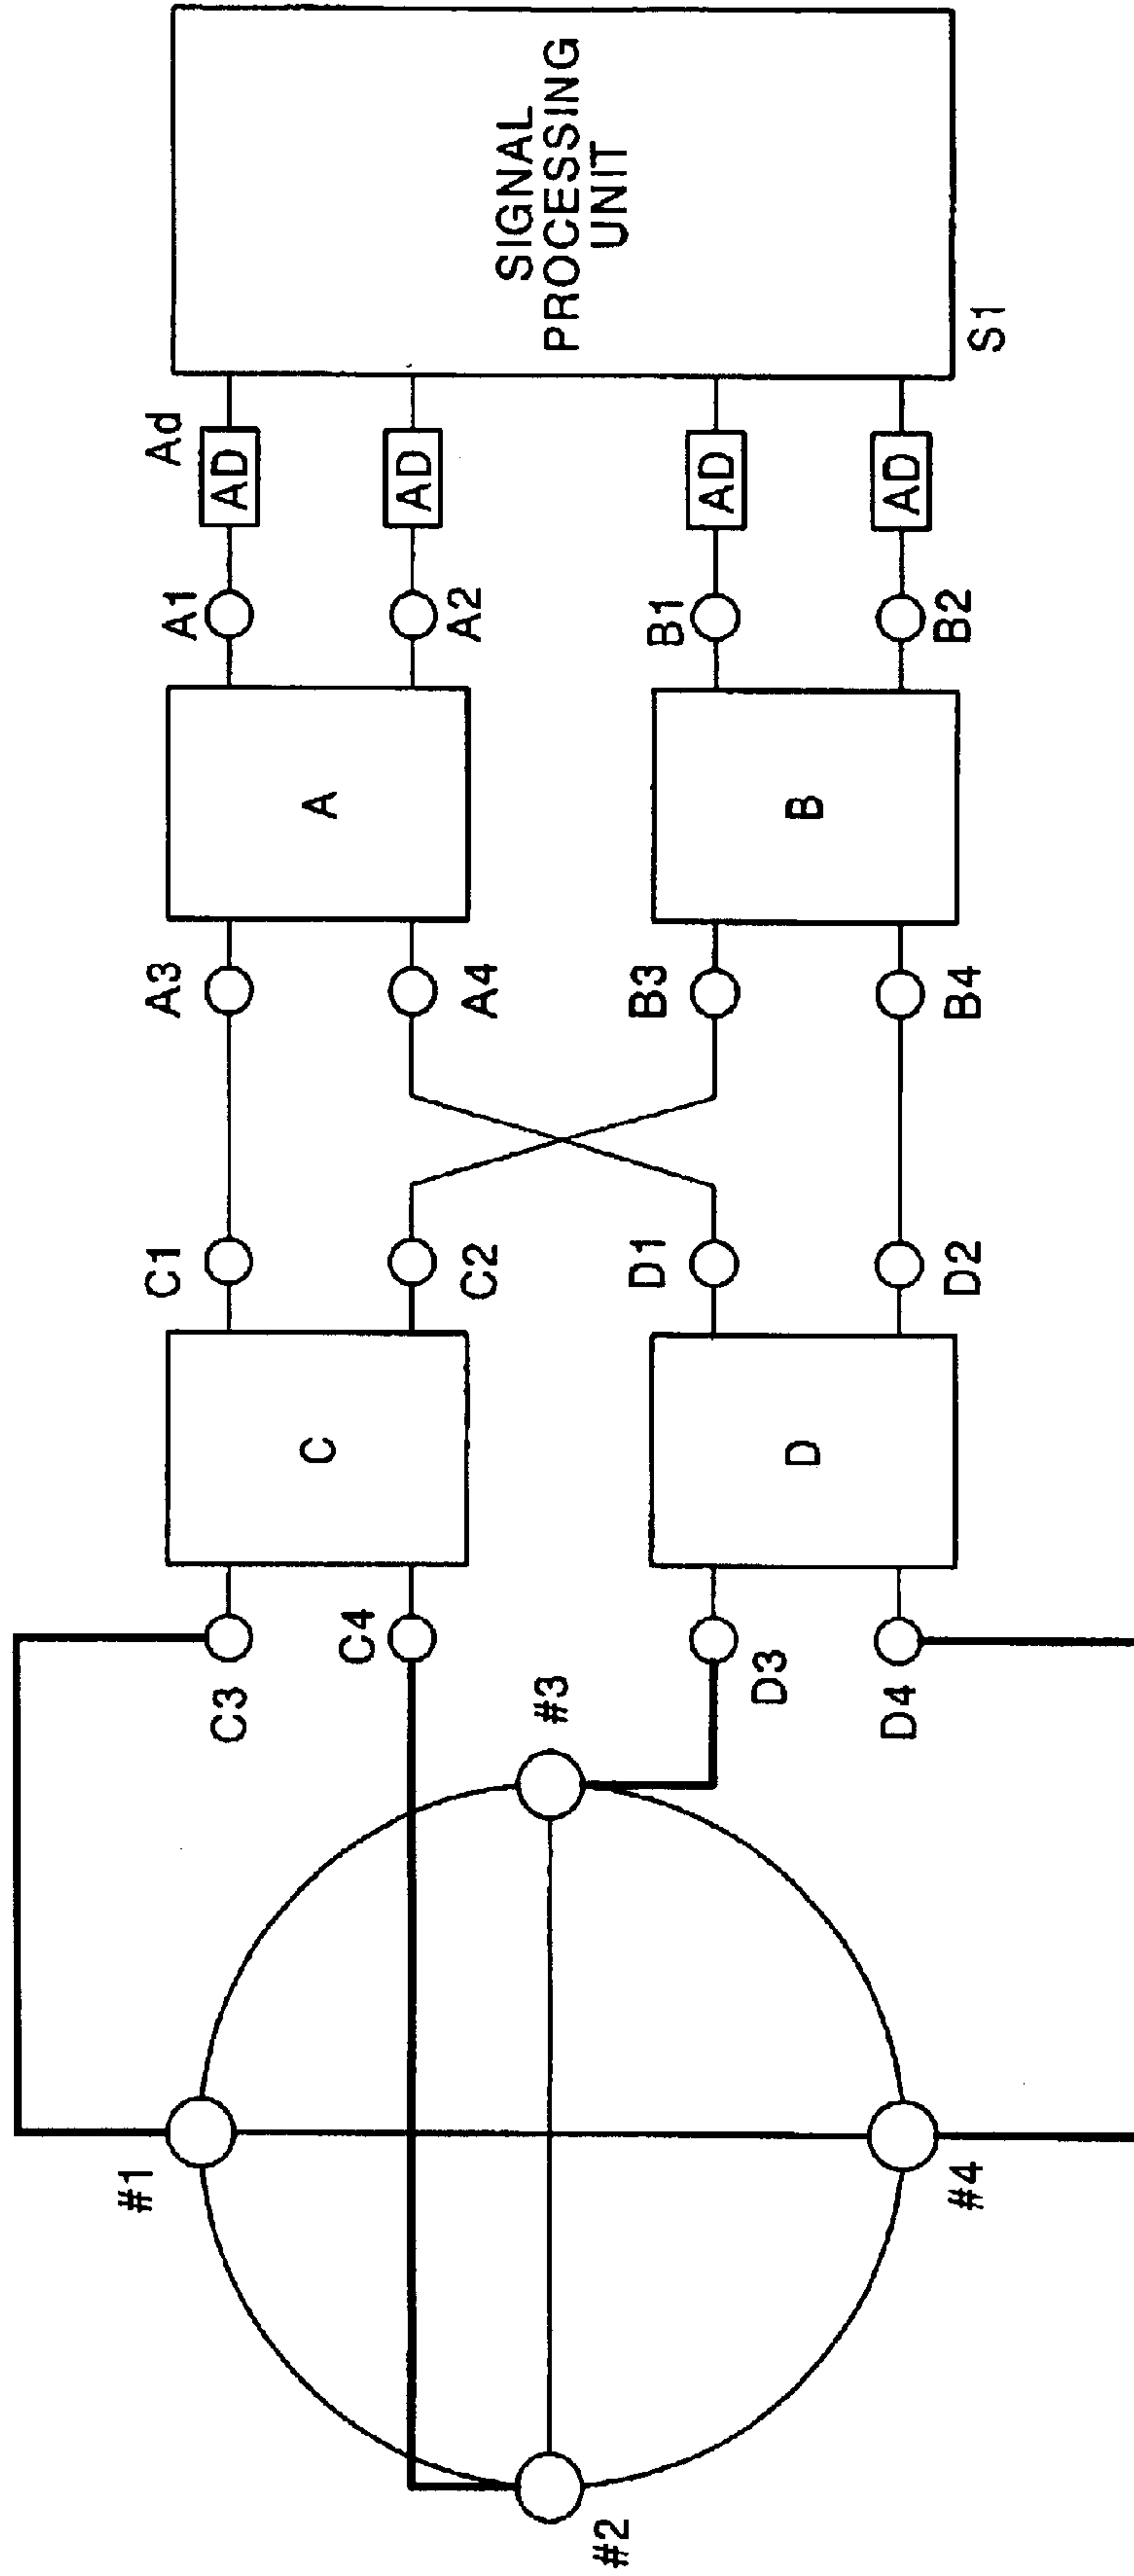 #1
#2
#3
#4
C3
C4
D3
D4
C
D
C1
C2
D1
D2
A3
A4
B3
B4
A
B
A1
A2
B1
B2
Ad
AD
AD
AD
AD
SIGNAL
PROCESSING
UNIT
S1